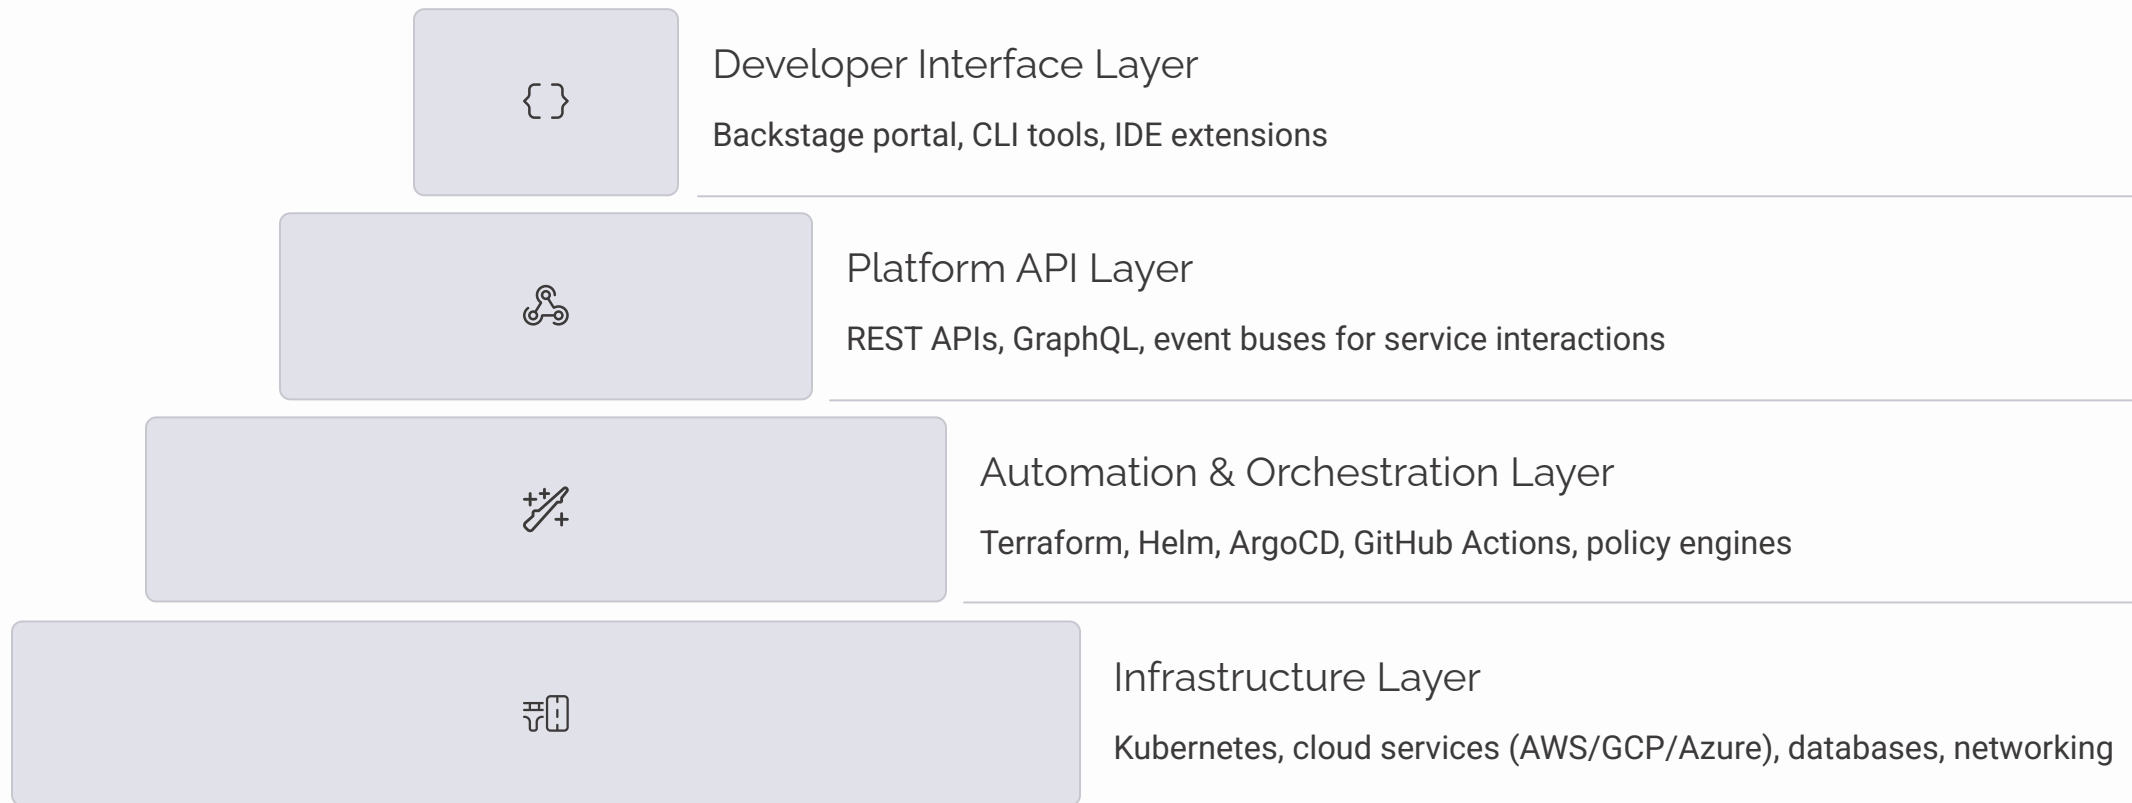 Developer Interface Layer
Backstage portal, CLI tools, IDE extensions
Platform API Layer
REST APIs, GraphQL, event buses for service interactions
Automation & Orchestration Layer
Terraform, Helm, ArgoCD, GitHub Actions, policy engines
Infrastructure Layer
Kubernetes, cloud services (AWS/GCP/Azure), databases, networking